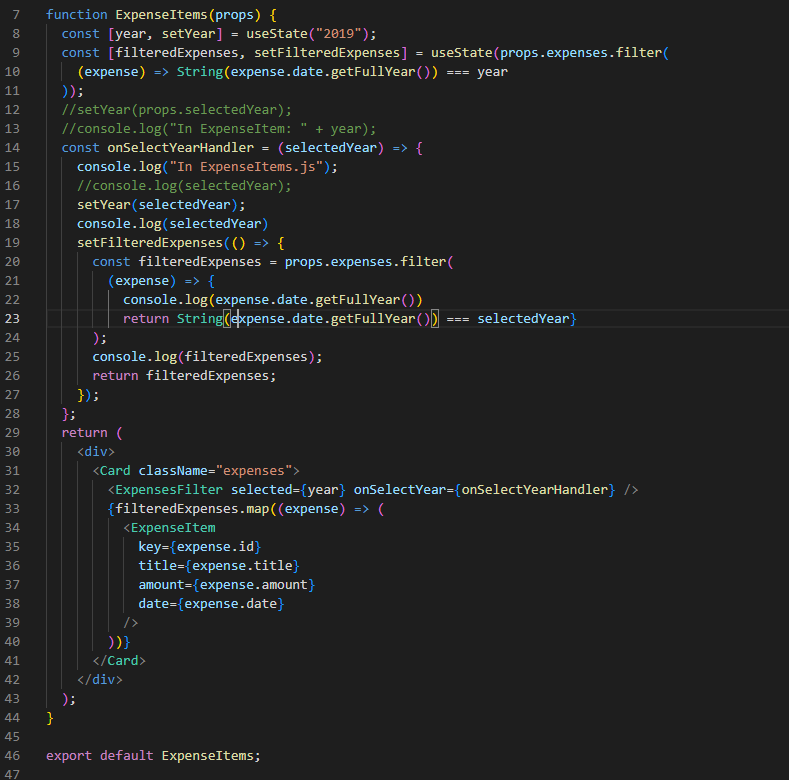 7 function ExpenseItems(props) {
8 const [year, setYear] = useState("2019");
9 const [filteredExpenses, setFilteredExpenses] = useState(props.expenses.filter(
10 (expense) => String(expense.date.getFullYear()) === year
11 ));
12 //setYear(props.selectedYear);
13 //console.log("In ExpenseItem: " + year);
14 const onSelectYearHandler = (selectedYear) => {
15 console.log("In ExpenseItems.js");
16 //console.log(selectedYear);
17 setYear(selectedYear);
18 console.log(selectedYear)
19 setFilteredExpenses(() => {
20 const filteredExpenses = props.expenses.filter(
21 (expense) => {
22 console.log(expense.date.getFullYear())
23 return String(expense.date.getFullYear()) === selectedYear}
24 );
25 console.log(filteredExpenses);
26 return filteredExpenses;
27 });
28 };
29 return (
30 <div>
31 <Card className="expenses">
32 <ExpensesFilter selected={year} onSelectYear={onSelectYearHandler} />
33 {filteredExpenses.map((expense) => (
34 <ExpenseItem
35 key={expense.id}
36 title={expense.title}
37 amount={expense.amount}
38 date={expense.date}
39 />
40 ))}
41 </Card>
42 </div>
43 );
44 }
45
46 export default ExpenseItems;
47